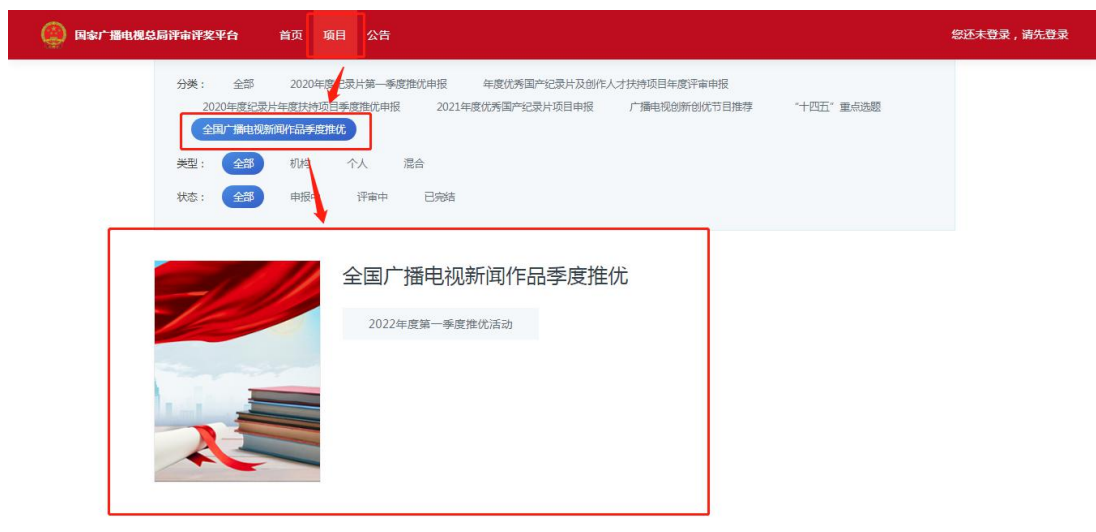 国家广播电视总局评审评奖平台 首页 项目 公告 您还未登录，请先登录
分类： 全部 2020年度纪录片第一季度推优申报 年度优秀国产纪录片及创作人才扶持项目年度评审申报
2020年度纪录片年度扶持项目季度推优申报 2021年度优秀国产纪录片项目申报 广播电视创新创优节目推荐 “十四五”重点选题
全国广播电视新闻作品季度推优
类型： 全部 机构 个人 混合
状态： 全部 申报中 评审中 已完结
全国广播电视新闻作品季度推优
2022年度第一季度推优活动